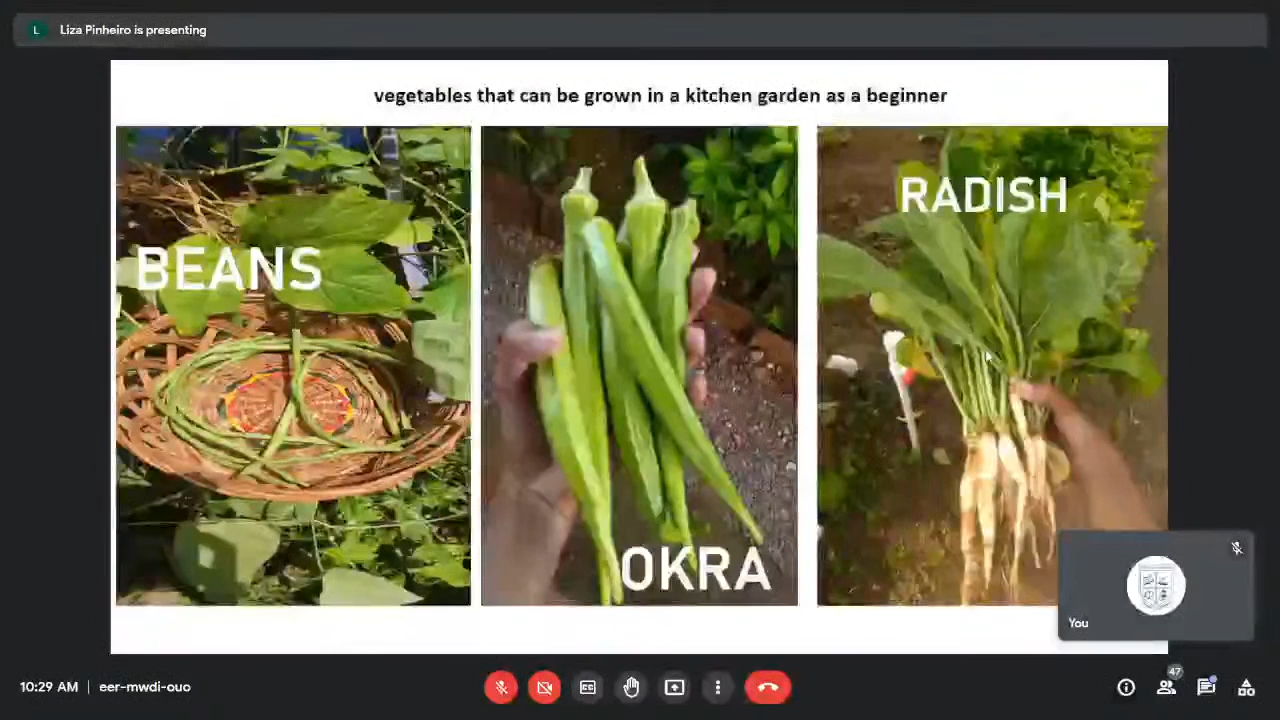 L Liza Pinheiro is presenting
vegetables that can be grown in a kitchen garden as a beginner
BEANS
OKRA
RADISH
You
10:29 AM | eer-mwdi-ouo
47